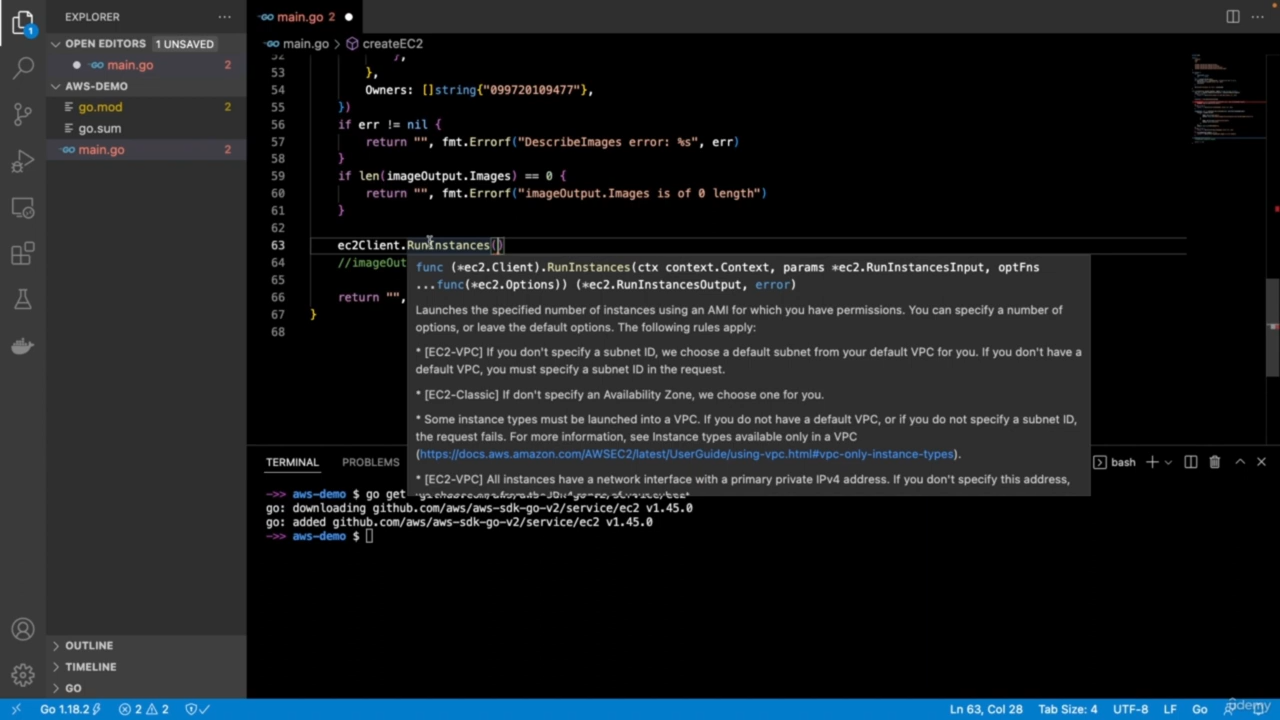 EXPLORER
main.go 2
OPEN EDITORS 1 UNSAVED
main.go > createEC2
main.go 2
AWS-DEMO
go.mod 2
go.sum
main.go 2
1
52 },
53 },
54 Owners: []string{"099720109477"},
55 })
56 if err != nil {
57 return "", fmt.Errorf("DescribeImages error: %s", err)
58 }
59 if len(imageOutput.Images) == 0 {
60 return "", fmt.Errorf("imageOutput.Images is of 0 length")
61 }
62
63 ec2Client.RunInstances()
64 //imageOut
65
66 return "",
67 }
68
func (*ec2.Client).RunInstances(ctx context.Context, params *ec2.RunInstancesInput, optFns
...func(*ec2.Options)) (*ec2.RunInstancesOutput, error)
Launches the specified number of instances using an AMI for which you have permissions. You can specify a number of
options, or leave the default options. The following rules apply:
* [EC2-VPC] If you don't specify a subnet ID, we choose a default subnet from your default VPC for you. If you don't have a
default VPC, you must specify a subnet ID in the request.
* [EC2-Classic] If don't specify an Availability Zone, we choose one for you.
* Some instance types must be launched into a VPC. If you do not have a default VPC, or if you do not specify a subnet ID,
the request fails. For more information, see Instance types available only in a VPC
(https://docs.aws.amazon.com/AWSEC2/latest/UserGuide/using-vpc.html#vpc-only-instance-types).
* [EC2-VPC] All instances have a network interface with a primary private IPv4 address. If you don't specify this address,
TERMINAL PROBLEMS
bash
->> aws-demo $ go get
go: downloading github.com/aws/aws-sdk-go-v2/service/ec2 v1.45.0
go: added github.com/aws/aws-sdk-go-v2/service/ec2 v1.45.0
->> aws-demo $
OUTLINE
TIMELINE
GO
Go 1.18.2 2 2
Ln 63, Col 28 Tab Size: 4 UTF-8 LF Go
ûdemy